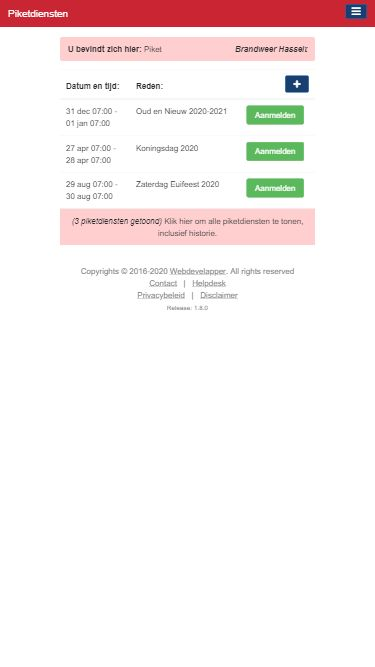 Piketdiensten
U bevindt zich hier: Piket Brandweer Hasselt
Datum en tijd: Reden:
31 dec 07:00 - Oud en Nieuw 2020-2021 Aanmelden
01 jan 07:00
27 apr 07:00 - Koningsdag 2020 Aanmelden
28 apr 07:00
29 aug 07:00 - Zaterdag Euifeest 2020 Aanmelden
30 aug 07:00
(3 piketdiensten getoond) Klik hier om alle piketdiensten te tonen,
inclusief historie.
Copyrights © 2016-2020 Webdevelapper. All rights reserved
Contact | Helpdesk
Privacybeleid | Disclaimer
Release: 1.8.0